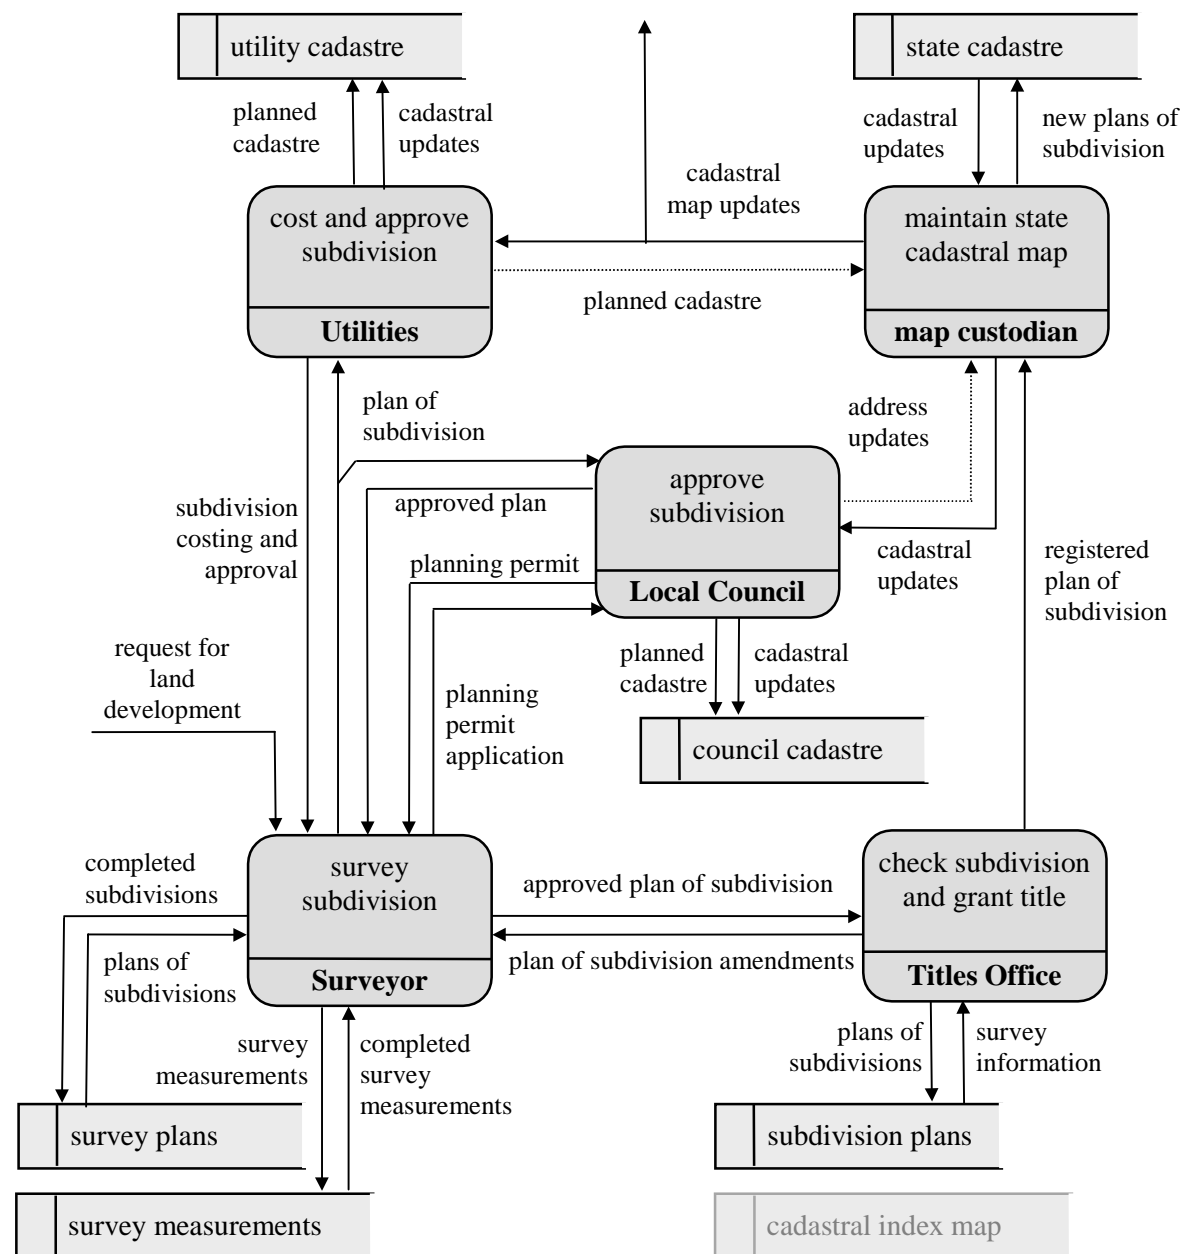 utility cadastre
state cadastre
planned
cadastre
cadastral
updates
cadastral
updates
new plans of
subdivision
cadastral
map updates
cost and approve
subdivision
Utilities
maintain state
cadastral map
map custodian
planned cadastre
plan of
subdivision
address
updates
approve
subdivision
Local Council
approved plan
subdivision
costing and
approval
planning permit
cadastral
updates
registered
plan of
subdivision
request for
land
development
planned
cadastre
cadastral
updates
planning
permit
application
council cadastre
completed
subdivisions
survey
subdivision
Surveyor
approved plan of subdivision
check subdivision
and grant title
Titles Office
plans of
subdivisions
plan of subdivision amendments
survey
measurements
completed
survey
measurements
plans of
subdivisions
survey
information
survey plans
subdivision plans
survey measurements
cadastral index map